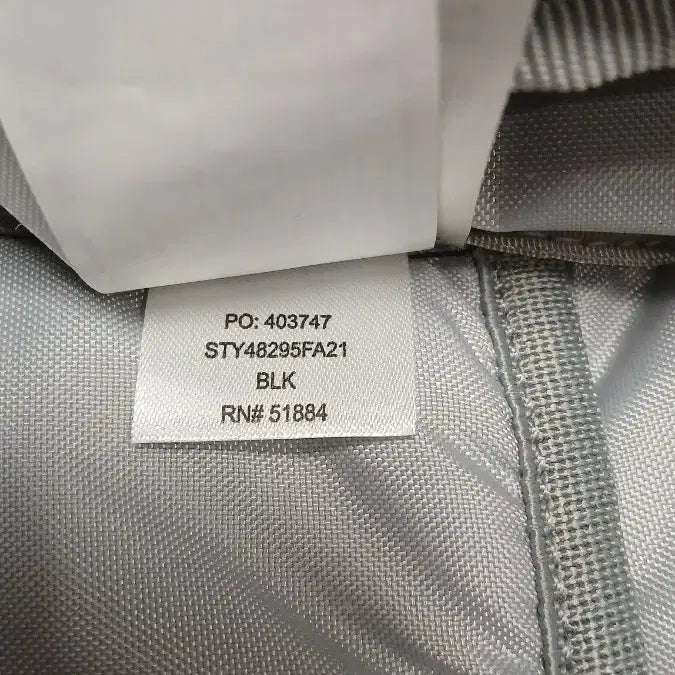 PO: 403747
STY48295FA21
BLK
RN# 51884